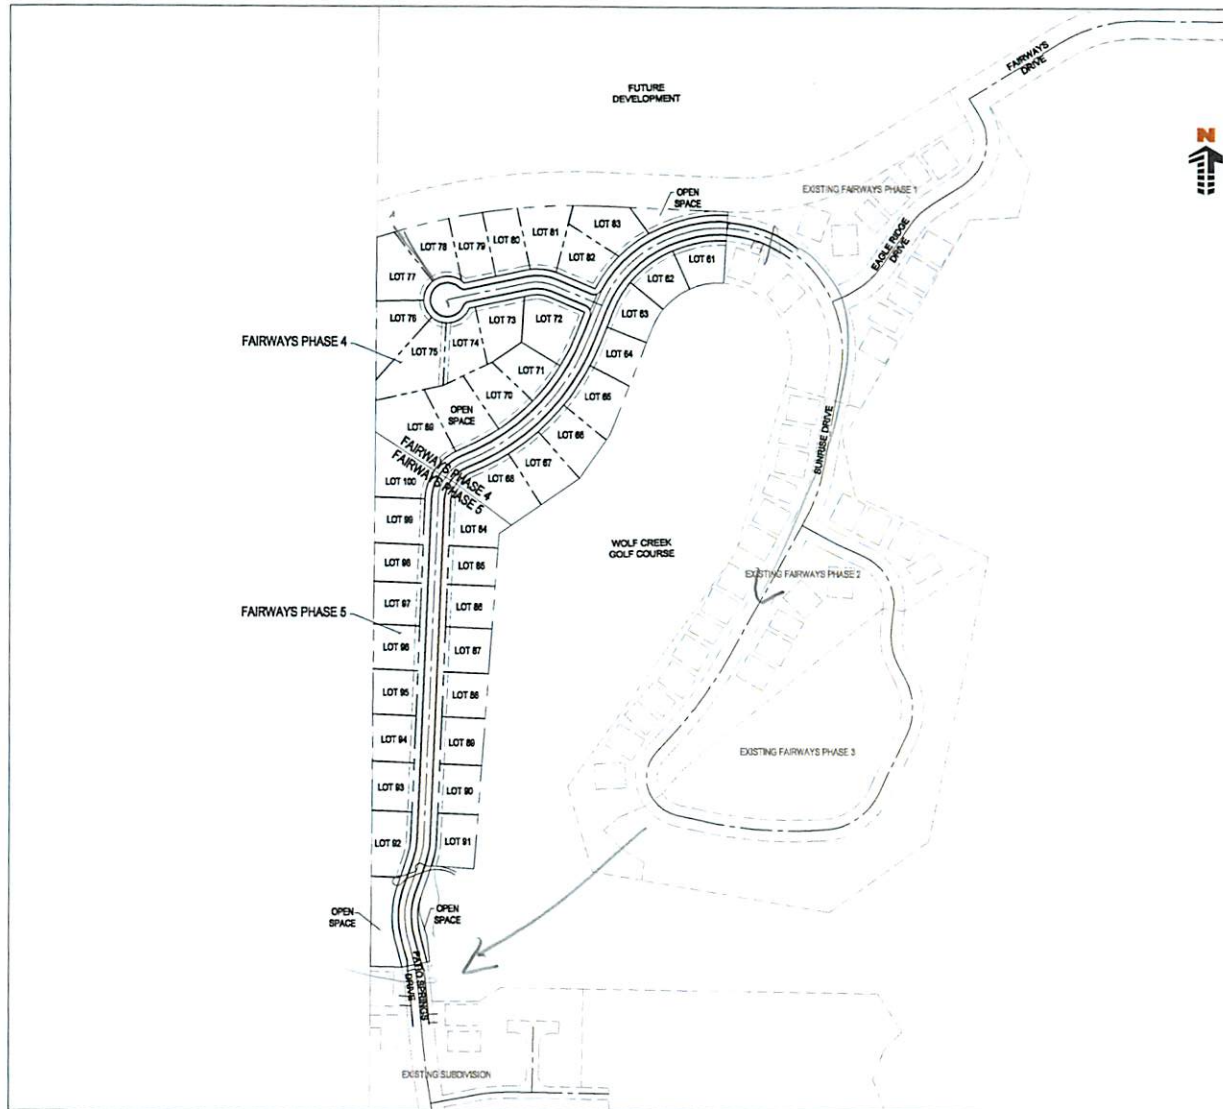 FAIRWAYS
DRIVE
FUTURE
DEVELOPMENT
N
OPEN
SPACE
EXISTING FAIRWAYS PHASE 1
EAGLE RIDGE
DRIVE
LOT 83
LOT 81
LOT 80
LOT 79
LOT 78
LOT 82
LOT 61
LOT 77
LOT 62
LOT 76
LOT 73
LOT 72
LOT 63
FAIRWAYS PHASE 4
LOT 75
LOT 74
LOT 64
LOT 71
LOT 70
LOT 65
OPEN
SPACE
LOT 69
LOT 66
SUNRISE DRIVE
FAIRWAYS PHASE 4
FAIRWAYS PHASE 5
LOT 67
LOT 68
LOT 100
LOT 99
LOT 84
WOLF CREEK
GOLF COURSE
LOT 98
LOT 85
EXISTING FAIRWAYS PHASE 2
LOT 97
LOT 86
FAIRWAYS PHASE 5
LOT 96
LOT 87
LOT 95
LOT 88
LOT 94
LOT 89
EXISTING FAIRWAYS PHASE 3
LOT 93
LOT 90
LOT 92
LOT 91
OPEN
SPACE
OPEN
SPACE
PATIO SPRINGS
DRIVE
EXISTING SUBDIVISION